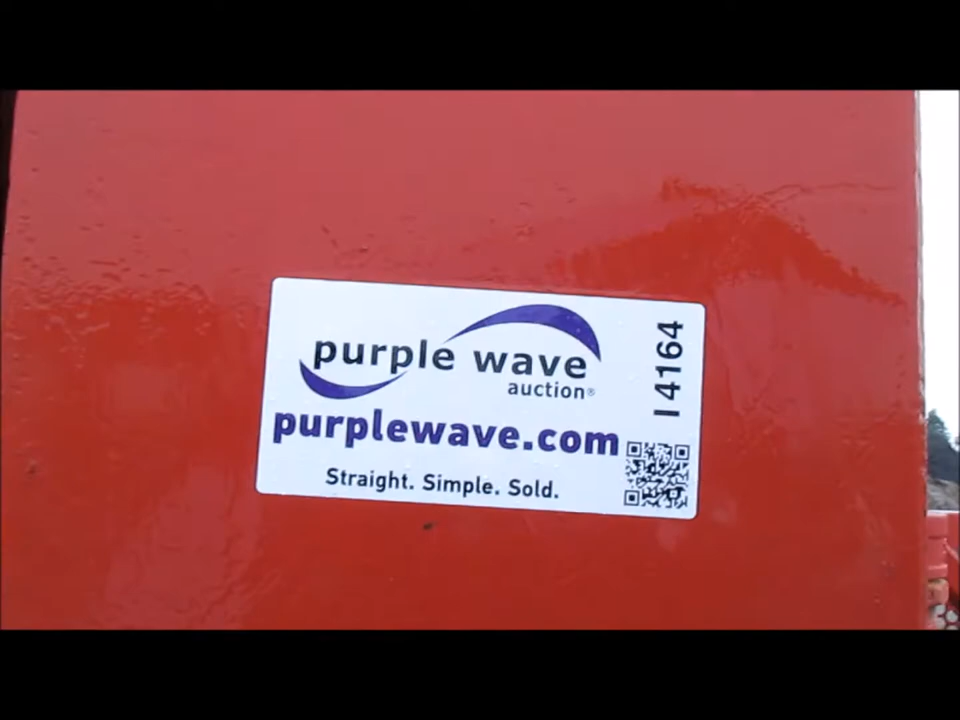 purple wave
auction®
purplewave.com
Straight. Simple. Sold.
I4164